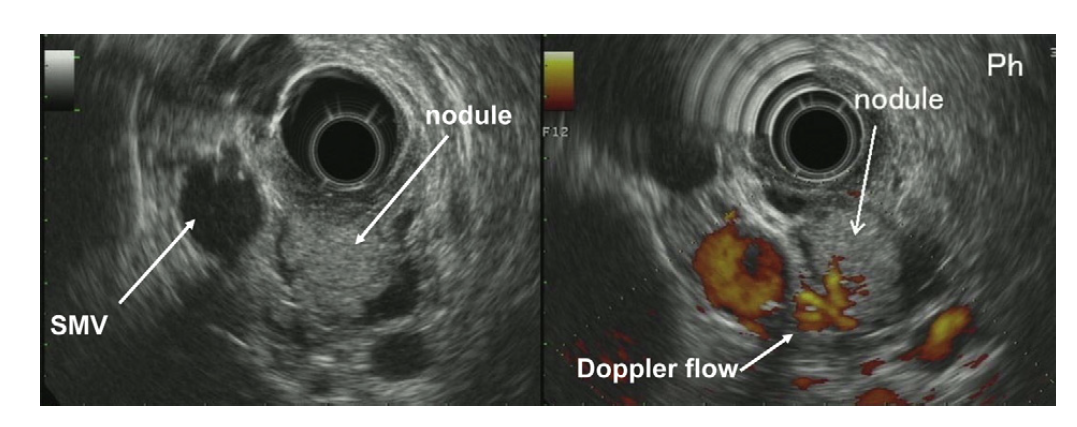 nodule
SMV
Ph
nodule
F12
Doppler flow